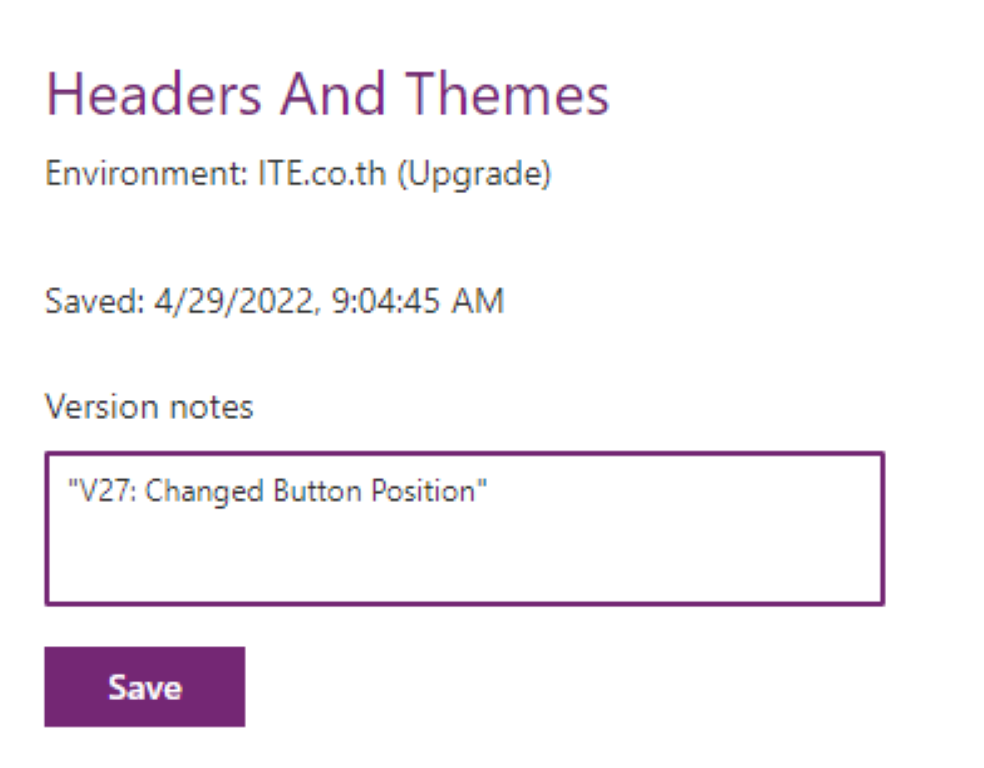 Headers And Themes
Environment: ITE.co.th (Upgrade)
Saved: 4/29/2022, 9:04:45 AM
Version notes
"V27: Changed Button Position"
Save